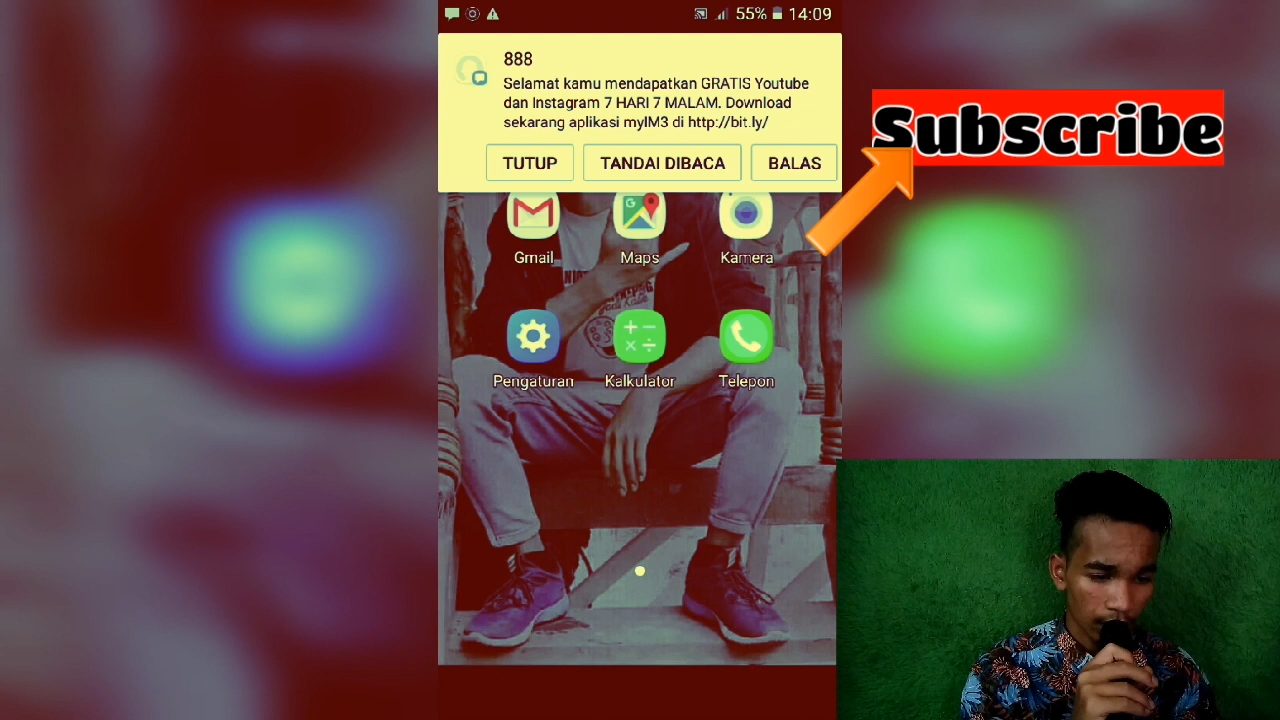 55% 14:09
888
Selamat kamu mendapatkan GRATIS Youtube
dan Instagram 7 HARI 7 MALAM. Download
sekarang aplikasi myIM3 di http://bit.ly/
TUTUP TANDAI DIBACA BALAS
Subscribe
Gmail Maps Kamera
Pengaturan Kalkulator Telepon